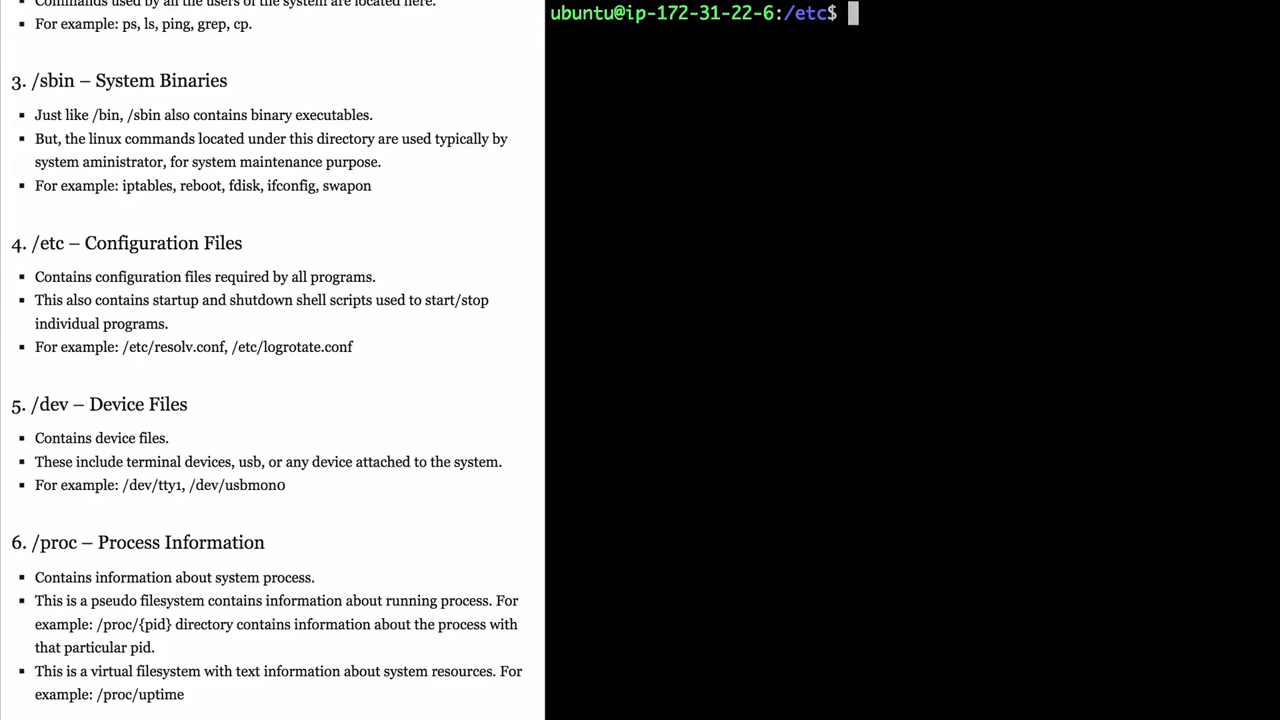 Commands used by all the users of the system are located here.
▪ For example: ps, ls, ping, grep, cp.
3. /sbin – System Binaries
▪ Just like /bin, /sbin also contains binary executables.
▪ But, the linux commands located under this directory are used typically by
system aministrator, for system maintenance purpose.
▪ For example: iptables, reboot, fdisk, ifconfig, swapon
4. /etc – Configuration Files
▪ Contains configuration files required by all programs.
▪ This also contains startup and shutdown shell scripts used to start/stop
individual programs.
▪ For example: /etc/resolv.conf, /etc/logrotate.conf
5. /dev – Device Files
▪ Contains device files.
▪ These include terminal devices, usb, or any device attached to the system.
▪ For example: /dev/tty1, /dev/usbmon0
6. /proc – Process Information
▪ Contains information about system process.
▪ This is a pseudo filesystem contains information about running process. For
example: /proc/{pid} directory contains information about the process with
that particular pid.
▪ This is a virtual filesystem with text information about system resources. For
example: /proc/uptime
ubuntu@ip-172-31-22-6:/etc$